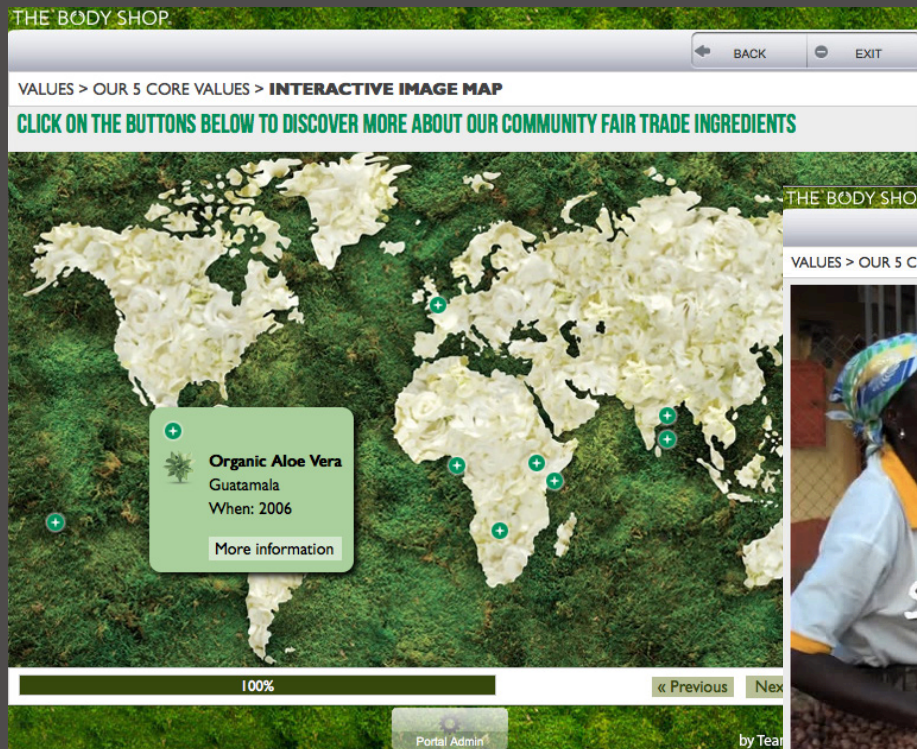 THE BODY SHOP.
BACK
EXIT
VALUES > OUR 5 CORE VALUES > INTERACTIVE IMAGE MAP
CLICK ON THE BUTTONS BELOW TO DISCOVER MORE ABOUT OUR COMMUNITY FAIR TRADE INGREDIENTS
Organic Aloe Vera
Guatamala
When: 2006
More information
100%
« Previous
Nex
Portal Admin
by Tear
THE BODY SHO
VALUES > OUR 5 C
S